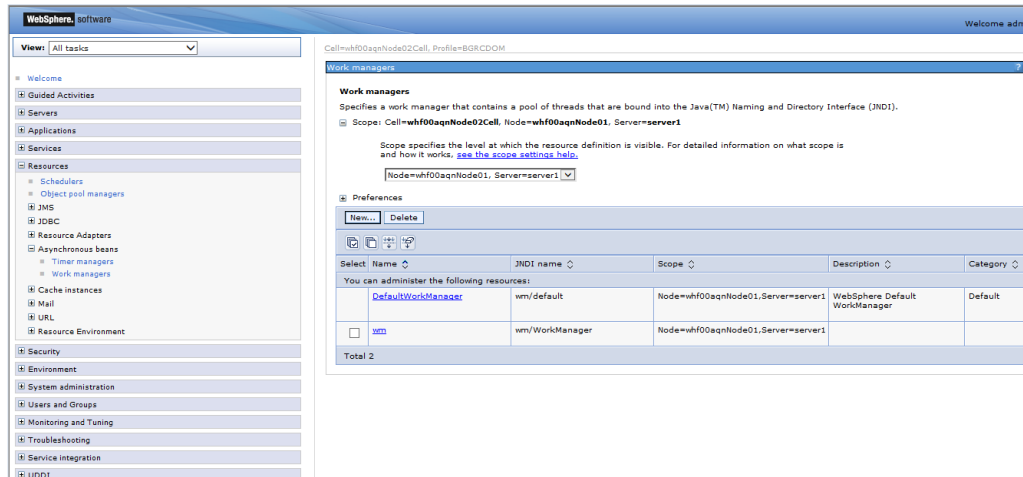 WebSphere. software
Welcome adm
View: All tasks
Cell=whf00aqnNode02Cell, Profile=BGRCDOM
Work managers
?
Welcome
Guided Activities
Servers
Applications
Services
Resources
Schedulers
Object pool managers
JMS
JDBC
Resource Adapters
Asynchronous beans
Timer managers
Work managers
Cache instances
Mail
URL
Resource Environment
Security
Environment
System administration
Users and Groups
Monitoring and Tuning
Troubleshooting
Service integration
UDDI
Work managers
Specifies a work manager that contains a pool of threads that are bound into the Java(TM) Naming and Directory Interface (JNDI).
Scope: Cell=whf00aqnNode02Cell, Node=whf00aqnNode01, Server=server1
Scope specifies the level at which the resource definition is visible. For detailed information on what scope is
and how it works, see the scope settings help.
Node=whf00aqnNode01, Server=server1
Preferences
New... Delete
Select Name JNDI name Scope Description Category
You can administer the following resources:
DefaultWorkManager wm/default Node=whf00aqnNode01,Server=server1 WebSphere Default Default
WorkManager
wm wm/WorkManager Node=whf00aqnNode01,Server=server1
Total 2